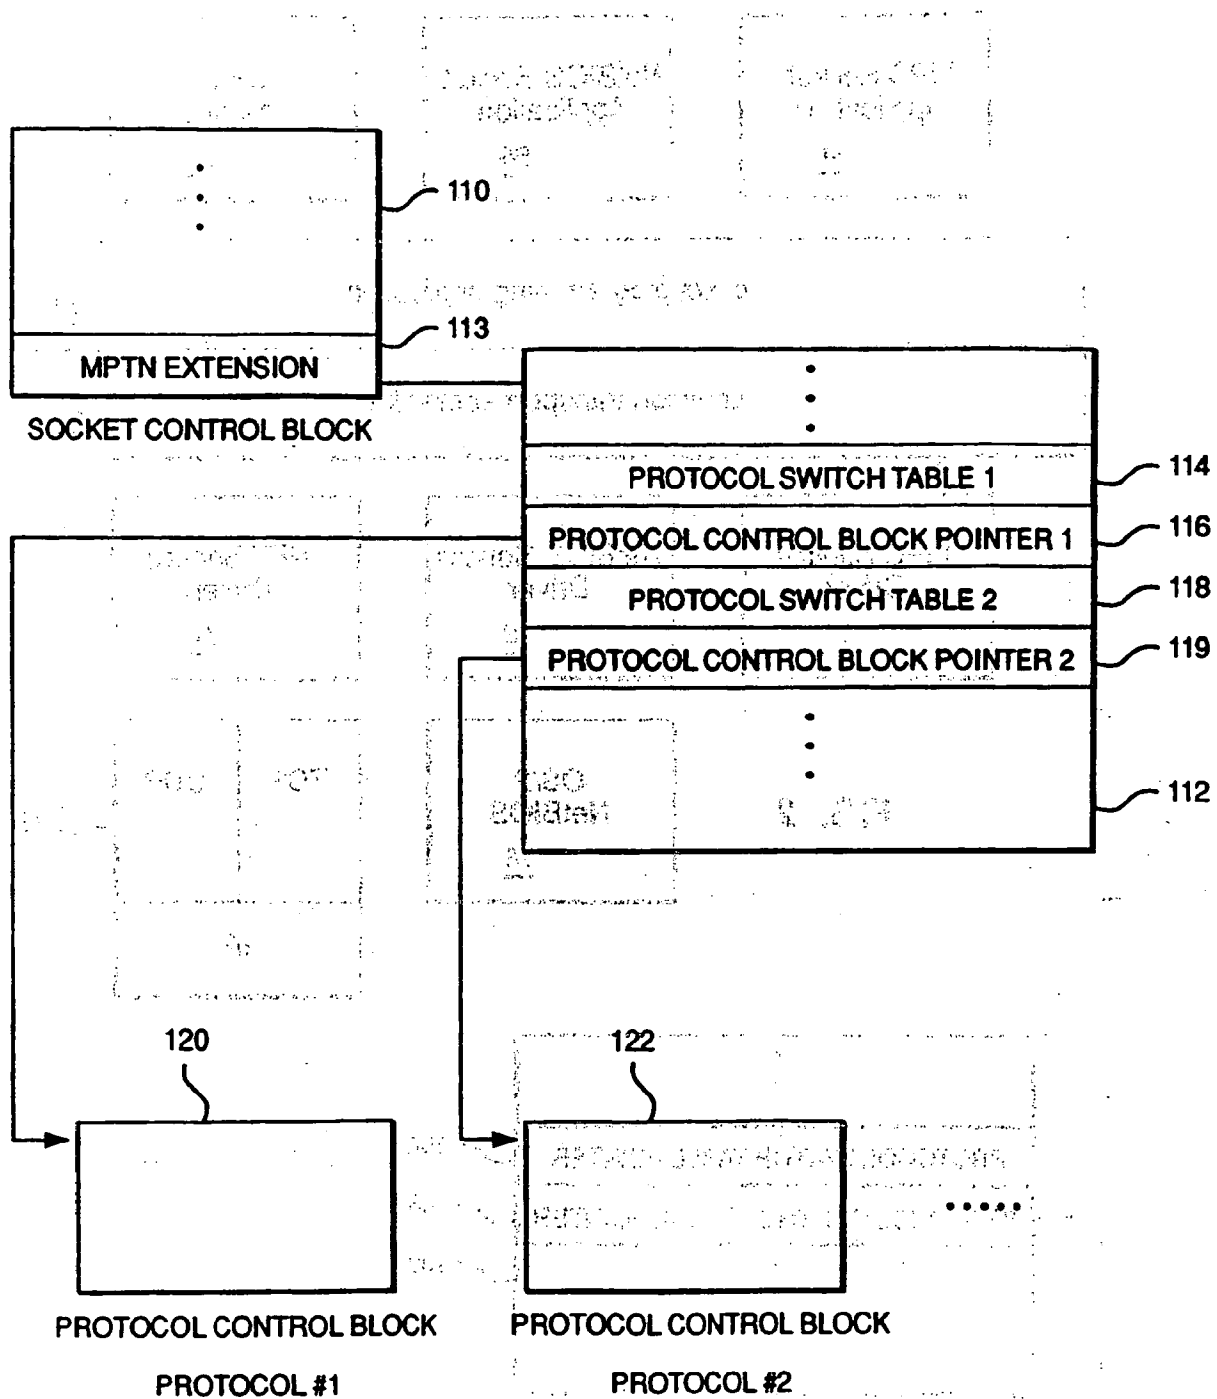 110
113
MPTN EXTENSION
SOCKET CONTROL BLOCK
PROTOCOL SWITCH TABLE 1
114
PROTOCOL CONTROL BLOCK POINTER 1
116
PROTOCOL SWITCH TABLE 2
118
PROTOCOL CONTROL BLOCK POINTER 2
119
112
120
122
PROTOCOL CONTROL BLOCK
PROTOCOL #1
PROTOCOL CONTROL BLOCK
PROTOCOL #2